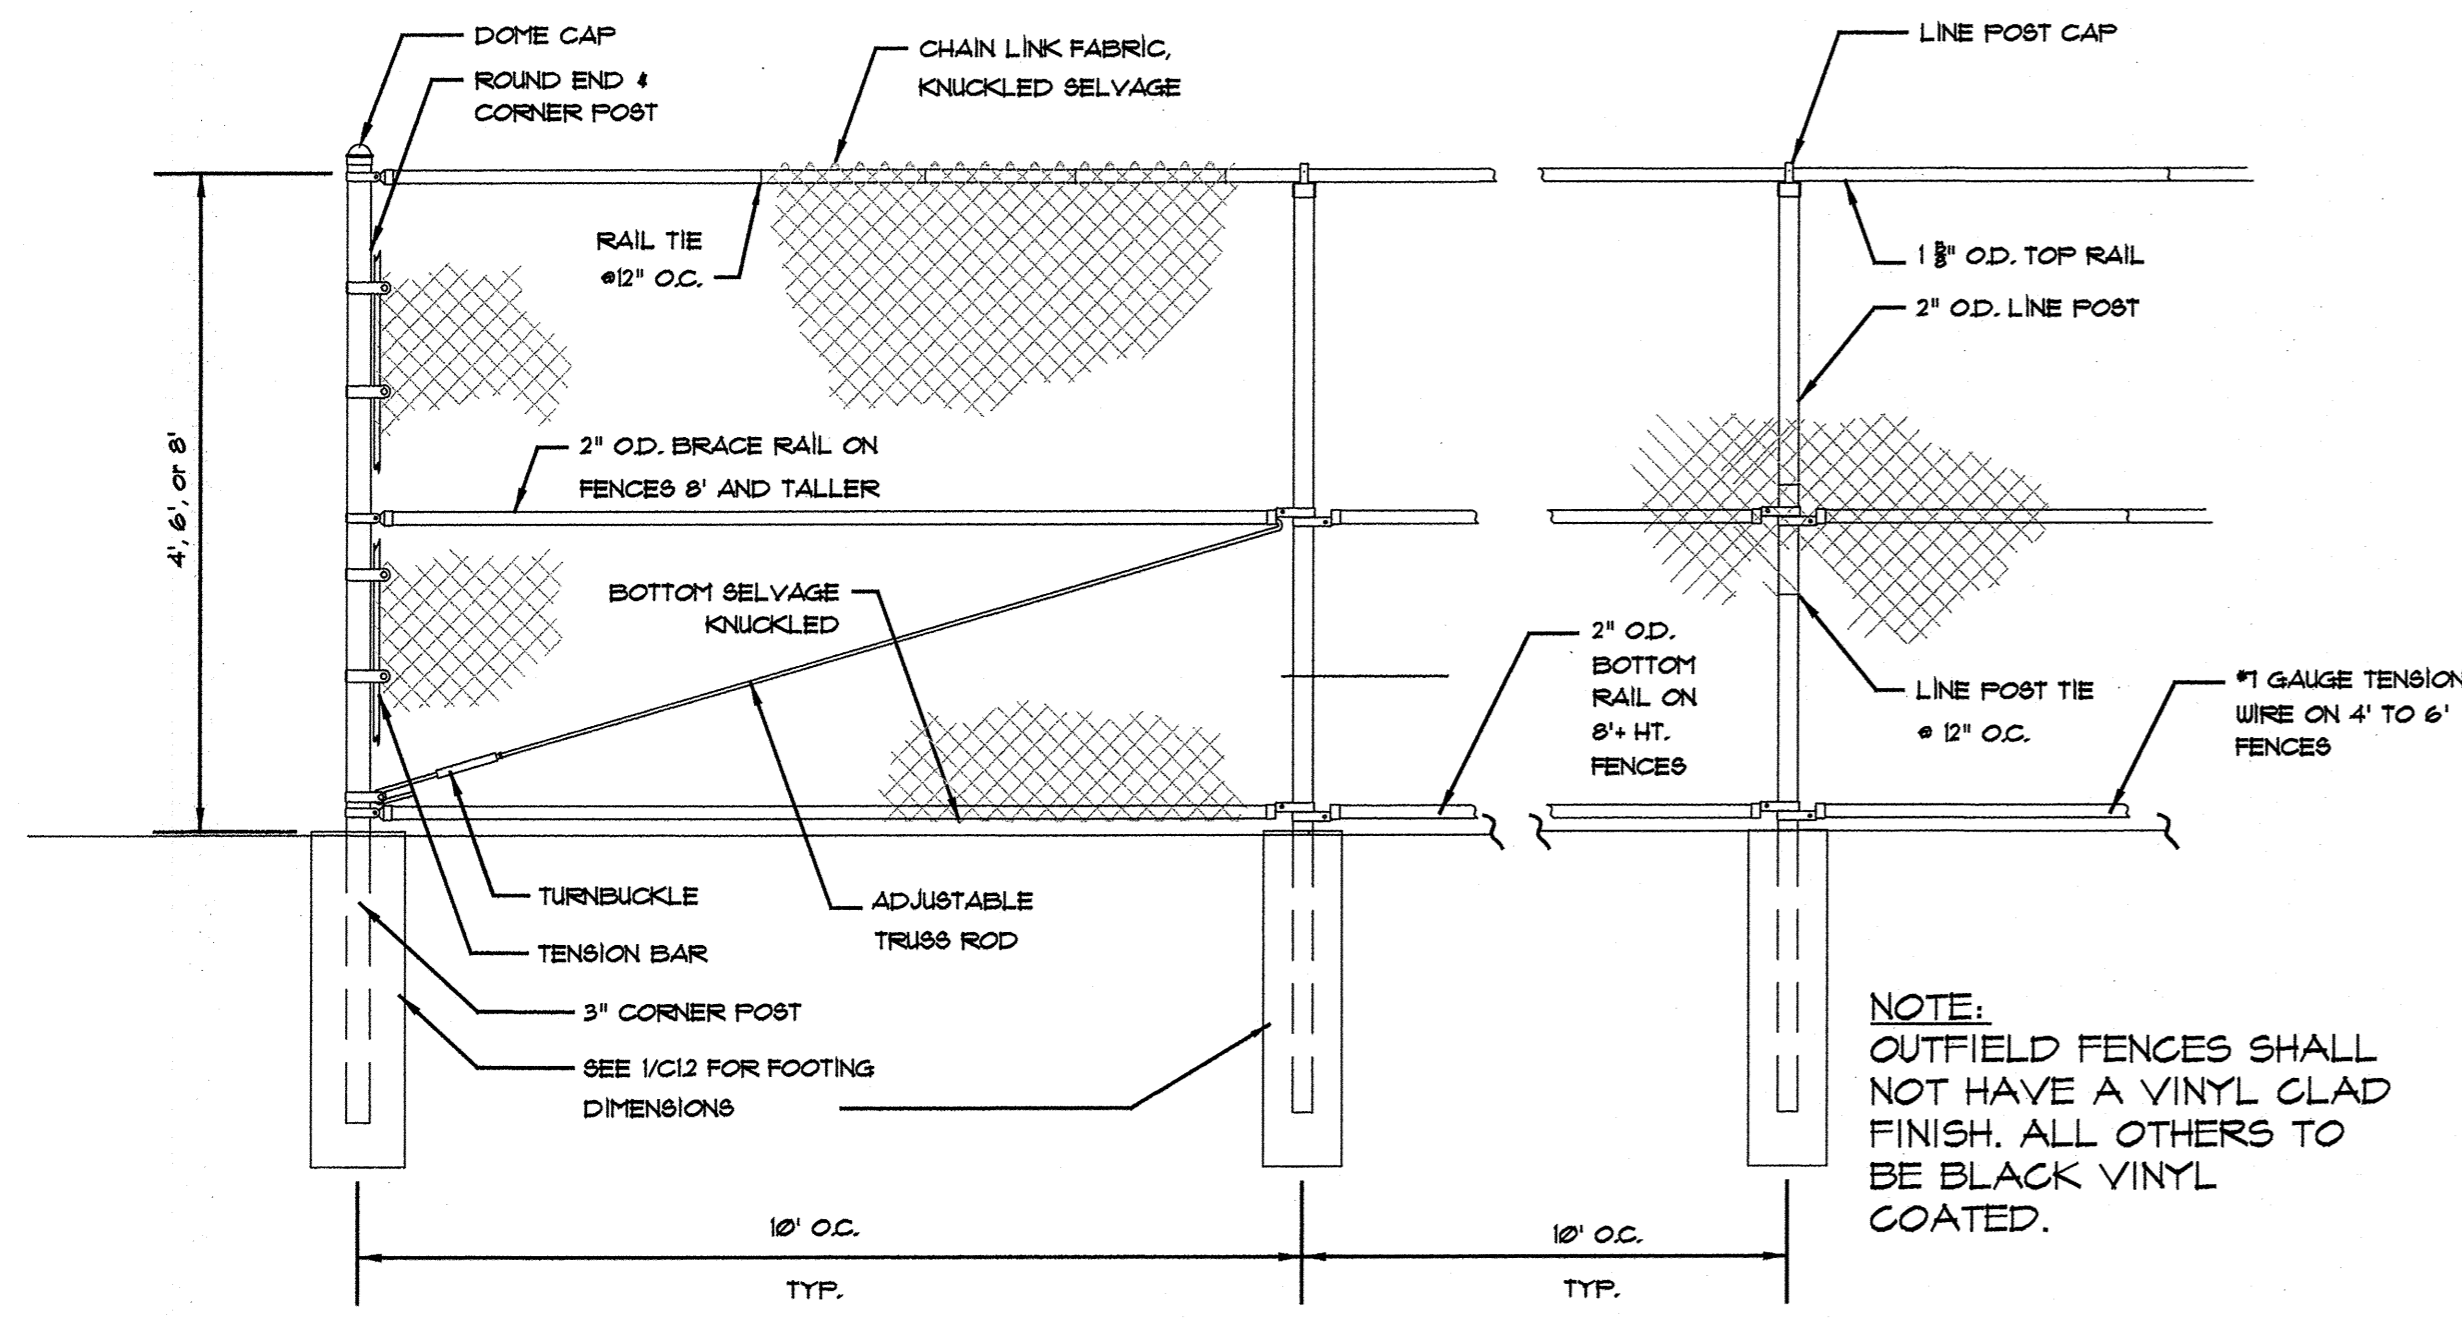 DOME CAP
ROUND END &
CORNER POST
CHAIN LINK FABRIC,
KNUCKLED SELVAGE
LINE POST CAP
RAIL TIE
@12" O.C.
1 5/8" O.D. TOP RAIL
2" O.D. LINE POST
4', 6', or 8'
2" O.D. BRACE RAIL ON
FENCES 8' AND TALLER
BOTTOM SELVAGE
KNUCKLED
2" O.D.
BOTTOM
RAIL ON
8'+ HT.
FENCES
LINE POST TIE
@ 12" O.C.
#7 GAUGE TENSION
WIRE ON 4' TO 6'
FENCES
TURNBUCKLE
TENSION BAR
ADJUSTABLE
TRUSS ROD
3" CORNER POST
SEE 1/C1.2 FOR FOOTING
DIMENSIONS
NOTE:
OUTFIELD FENCES SHALL
NOT HAVE A VINYL CLAD
FINISH. ALL OTHERS TO
BE BLACK VINYL
COATED.
10' O.C.
TYP.
10' O.C.
TYP.